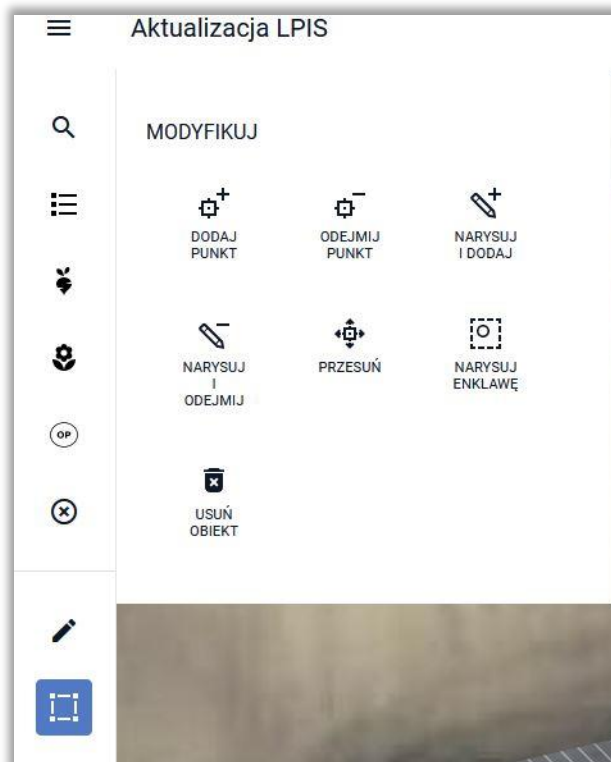 Aktualizacja LPIS
MODYFIKUJ
DODAJ
PUNKT
ODEJMIJ
PUNKT
NARYSUJ
I DODAJ
NARYSUJ
I
ODEJMIJ
PRZESUŃ
NARYSUJ
ENKLAWĘ
OP
USUŃ
OBIEKT